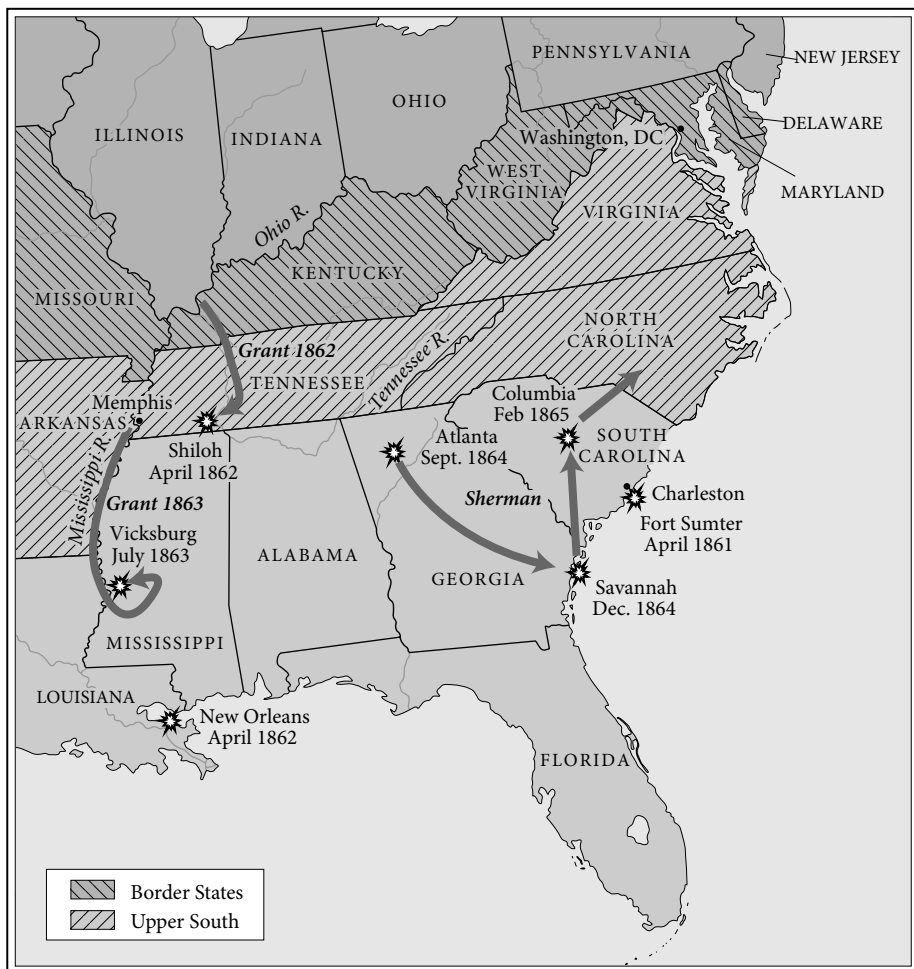 PENNSYLVANIA
NEW JERSEY
OHIO
ILLINOIS
INDIANA
DELAWARE
Washington, DC
WEST
VIRGINIA
MARYLAND
VIRGINIA
Ohio R.
KENTUCKY
MISSOURI
NORTH
CAROLINA
Grant 1862
Tennessee R.
TENNESSEE
Memphis
ARKANSAS
Columbia
Feb 1865
SOUTH
CAROLINA
Shiloh
April 1862
Atlanta
Sept. 1864
Mississippi R.
Grant 1863
Sherman
Charleston
Fort Sumter
April 1861
Vicksburg
July 1863
ALABAMA
GEORGIA
Savannah
Dec. 1864
MISSISSIPPI
LOUISIANA
New Orleans
April 1862
FLORIDA
Border States
Upper South